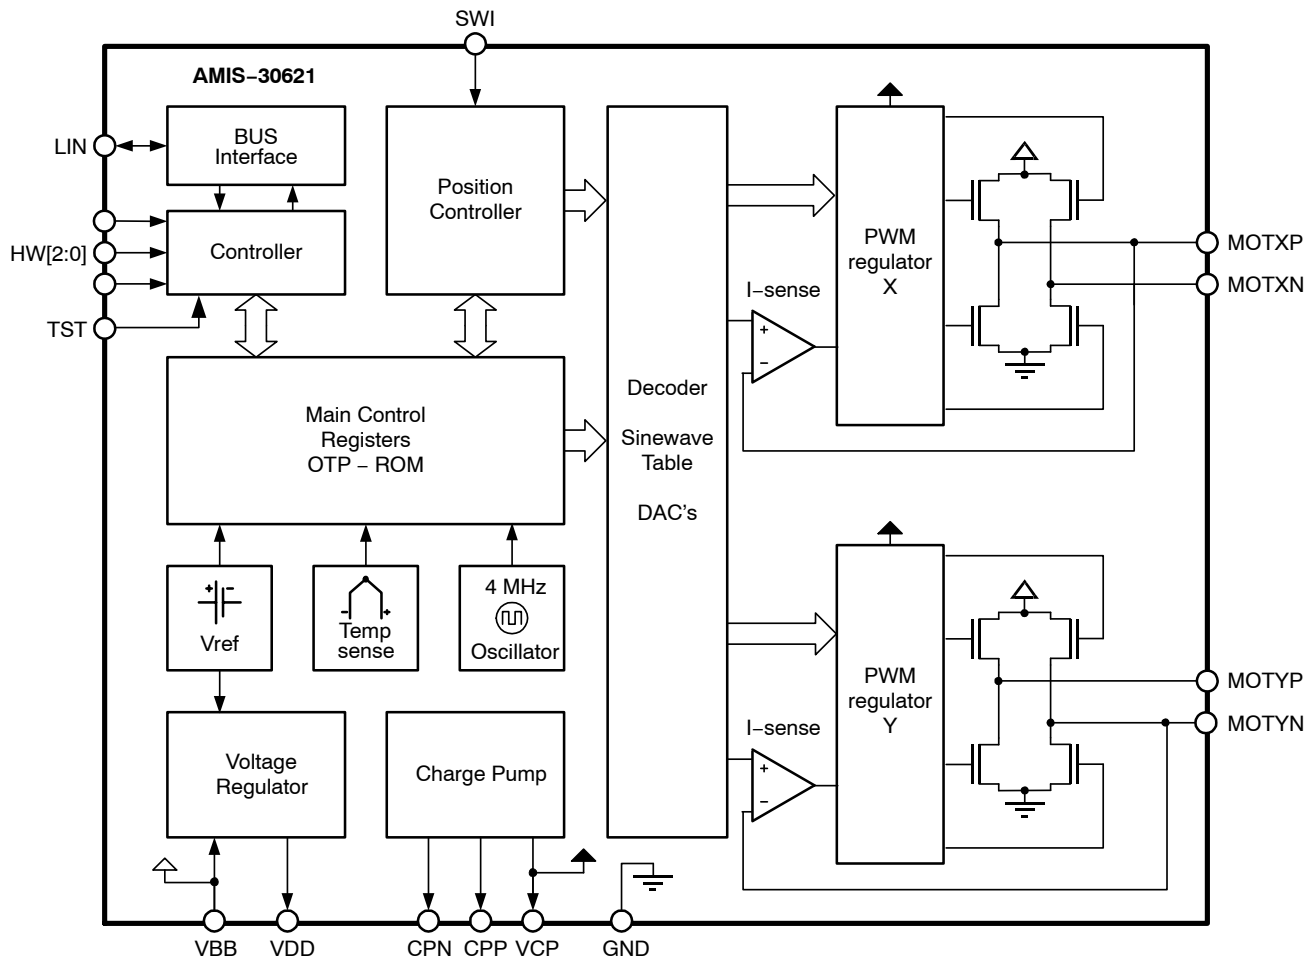 SWI
AMIS−30621
LIN
BUS
Interface
HW[2:0]
Controller
TST
Position
Controller
Main Control
Registers
OTP − ROM
+ −
Vref
− +
Temp
sense
4 MHz
Oscillator
Voltage
Regulator
Charge Pump
Decoder
Sinewave
Table
DAC's
I−sense
+
−
PWM
regulator
X
MOTXP
MOTXN
I−sense
+
−
PWM
regulator
Y
MOTYP
MOTYN
VBB
VDD
CPN
CPP
VCP
GND